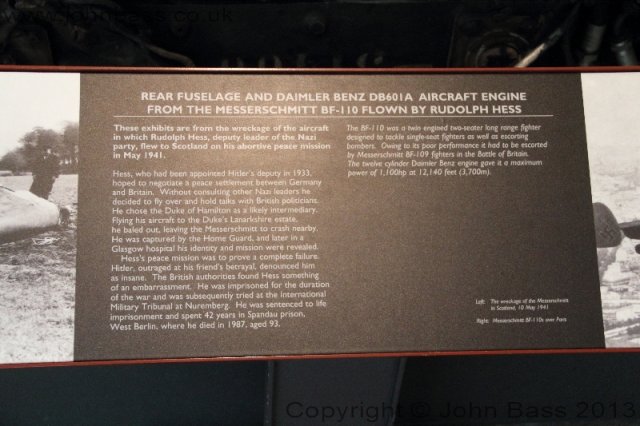 www.johnbass.co.uk
REAR FUSELAGE AND DAIMLER BENZ DB601A AIRCRAFT ENGINE
FROM THE MESSERSCHMITT BF-110 FLOWN BY RUDOLPH HESS
These exhibits are from the wreckage of the aircraft
in which Rudolph Hess, deputy leader of the Nazi
party, flew to Scotland on his abortive peace mission
in May 1941.
Hess, who had been appointed Hitler's deputy in 1933,
hoped to negotiate a peace settlement between Germany
and Britain. Without consulting other Nazi leaders he
decided to fly over and hold talks with British politicians.
He chose the Duke of Hamilton as a likely intermediary.
Flying his aircraft to the Duke's Lanarkshire estate,
he baled out, leaving the Messerschmitt to crash nearby.
He was captured by the Home Guard, and later in a
Glasgow hospital his identity and mission were revealed.
Hess's peace mission was to prove a complete failure.
Hitler, outraged at his friend's betrayal, denounced him
as insane. The British authorities found Hess something
of an embarrassment. He was imprisoned for the duration
of the war and was subsequently tried at the International
Military Tribunal at Nuremberg. He was sentenced to life
imprisonment and spent 42 years in Spandau prison,
West Berlin, where he died in 1987, aged 93.
The BF-110 was a twin engined two-seater long range fighter
designed to tackle single-seat fighters as well as escorting
bombers. Owing to its poor performance it had to be escorted
by Messerschmitt BF-109 fighters in the Battle of Britain.
The twelve cylinder Daimler Benz engine gave it a maximum
power of 1,100hp at 12,140 feet (3,700m).
Left: The wreckage of the Messerschmitt
in Scotland, 10 May 1941
Right: Messerschmitt BF-110s over Paris
Copyright © John Bass 2013